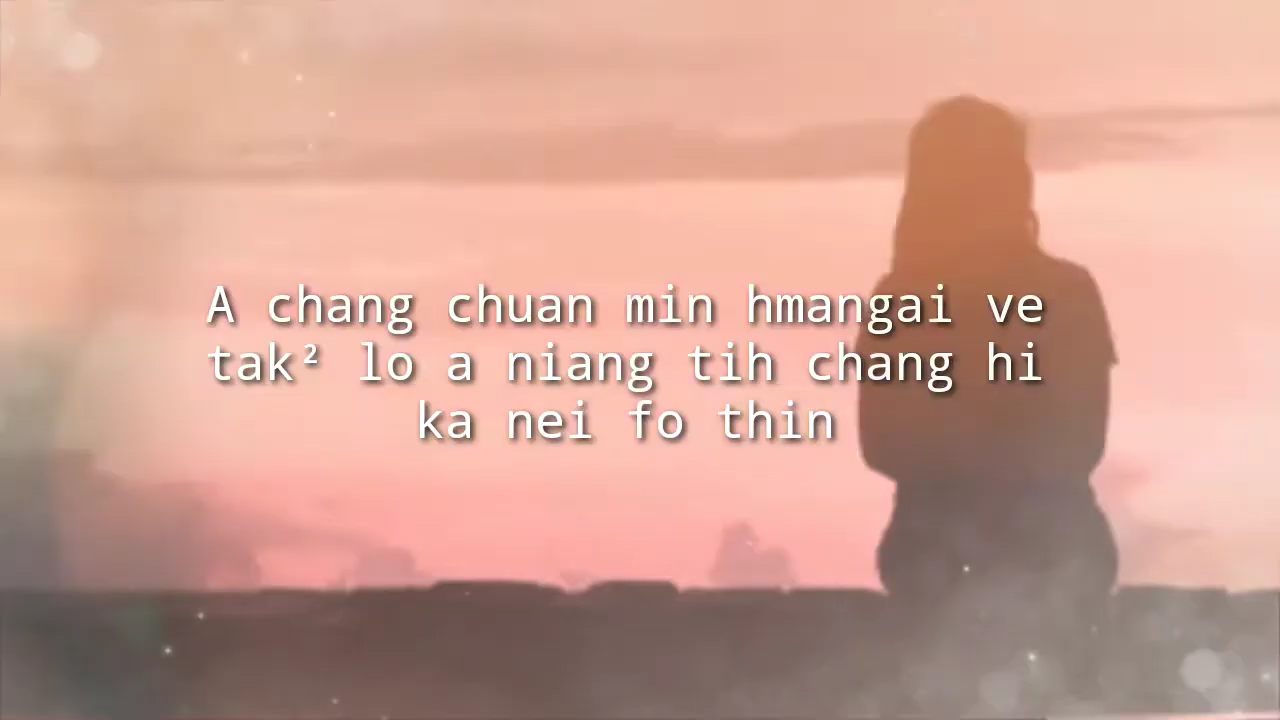 A chang chuan min hmangai ve
tak² lo a niang tih chang hi
ka nei fo thin